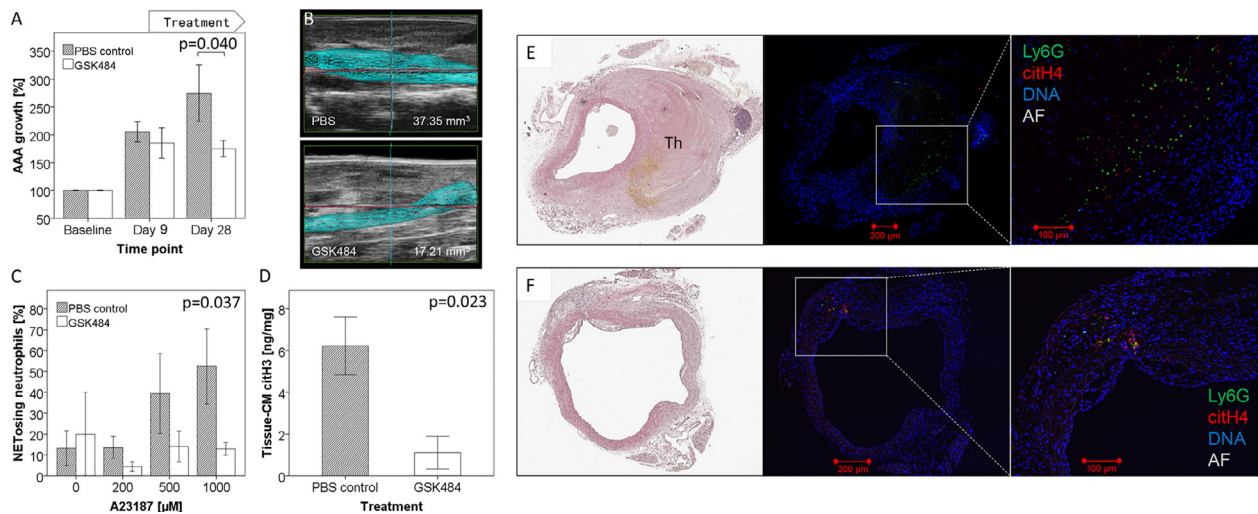 A
Treatment
p=0.040
PBS control
GSK484
350
300
250
200
150
100
50
AAA growth [%]
Baseline
Day 9
Day 28
Time point
B
PBS
37.35 mm³
GSK484
17.21 mm³
C
p=0.037
PBS control
GSK484
80
70
60
50
40
30
20
10
0
NETosing neutrophils [%]
0
200
500
1000
A23187 [µM]
D
p=0.023
8
6
4
2
0
Tissue-CM citH3 [ng/mg]
PBS control
GSK484
Treatment
E
Th
200 µm
Ly6G
citH4
DNA
AF
100 µm
F
200 µm
Ly6G
citH4
DNA
AF
100 µm